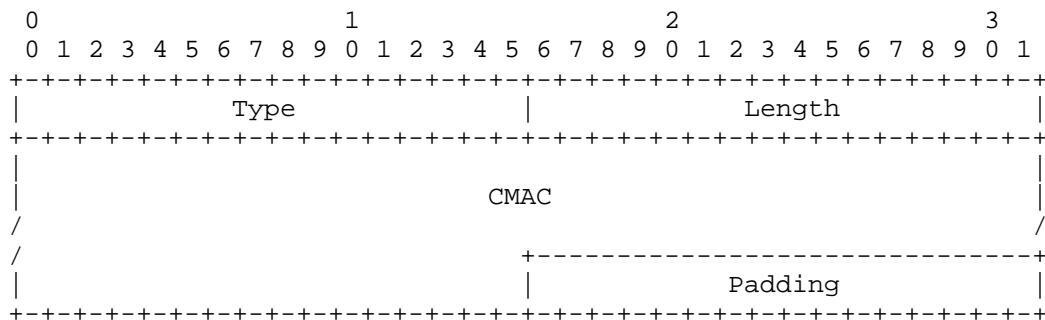 0                   1                   2                   3
 0 1 2 3 4 5 6 7 8 9 0 1 2 3 4 5 6 7 8 9 0 1 2 3 4 5 6 7 8 9 0 1
+-+-+-+-+-+-+-+-+-+-+-+-+-+-+-+-+-+-+-+-+-+-+-+-+-+-+-+-+-+-+-+-+
|             Type              |             Length            |
+-+-+-+-+-+-+-+-+-+-+-+-+-+-+-+-+-+-+-+-+-+-+-+-+-+-+-+-+-+-+-+-+
|                                                               |
|                             CMAC                              |
/                                                               /
/                               +-------------------------------+
|                               |            Padding            |
+-+-+-+-+-+-+-+-+-+-+-+-+-+-+-+-+-+-+-+-+-+-+-+-+-+-+-+-+-+-+-+-+